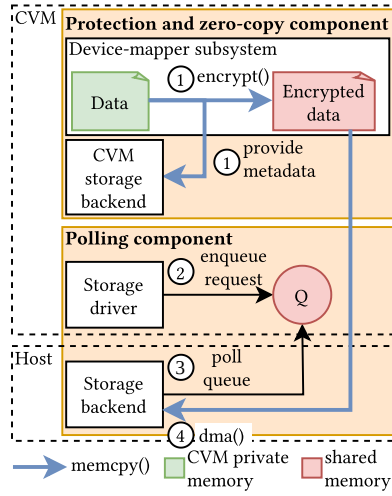 CVM
Protection and zero-copy component
Device-mapper subsystem
1 encrypt()
Data
Encrypted
data
CVM
storage
backend
1 provide
metadata
Polling component
Storage
driver
2 enqueue
request
Q
Host
3 poll
queue
Storage
backend
4 dma()
memcpy()
CVM private
memory
shared
memory